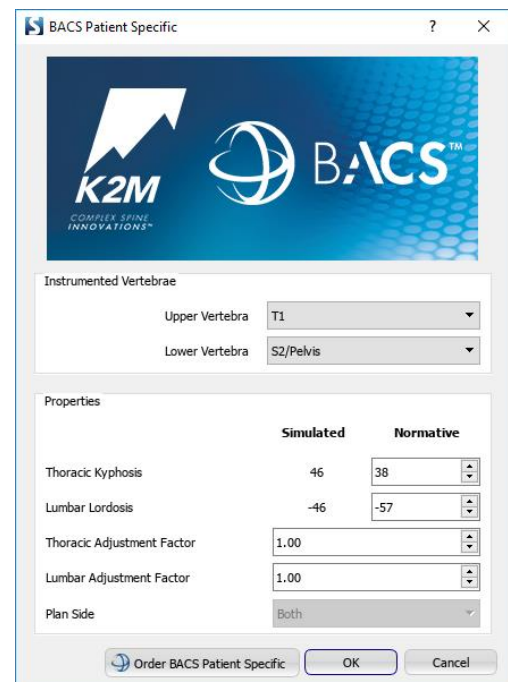 BACS Patient Specific ?
K2M
COMPLEX SPINE
INNOVATIONS™
BACS™
Instrumented Vertebrae
Upper Vertebra T1
Lower Vertebra S2/Pelvis
Properties
Simulated Normative
Thoracic Kyphosis 46 38
Lumbar Lordosis -46 -57
Thoracic Adjustment Factor 1.00
Lumbar Adjustment Factor 1.00
Plan Side Both
Order BACS Patient Specific OK Cancel